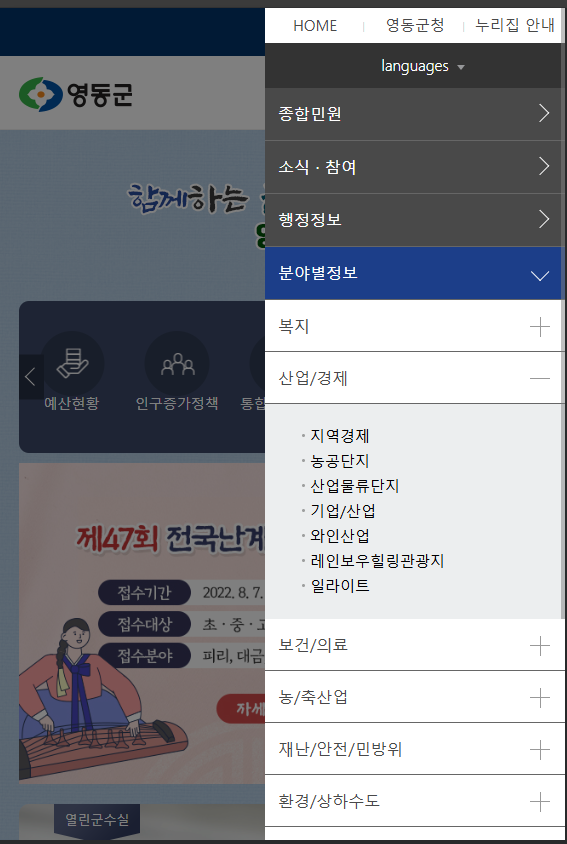 HOME
영동군청
누리집 안내
languages
종합민원
소식 · 참여
행정정보
분야별정보
복지
산업/경제
· 지역경제
· 농공단지
· 산업물류단지
· 기업/산업
· 와인산업
· 레인보우힐링관광지
· 일라이트
보건/의료
농/축산업
재난/안전/민방위
환경/상하수도
영동군
함께하는
예산현황
인구증가정책
통합
제47회 전국난계
접수기간 2022. 8. 7.
접수대상 초 · 중 · 고
접수분야 피리, 대금
자세
열린군수실